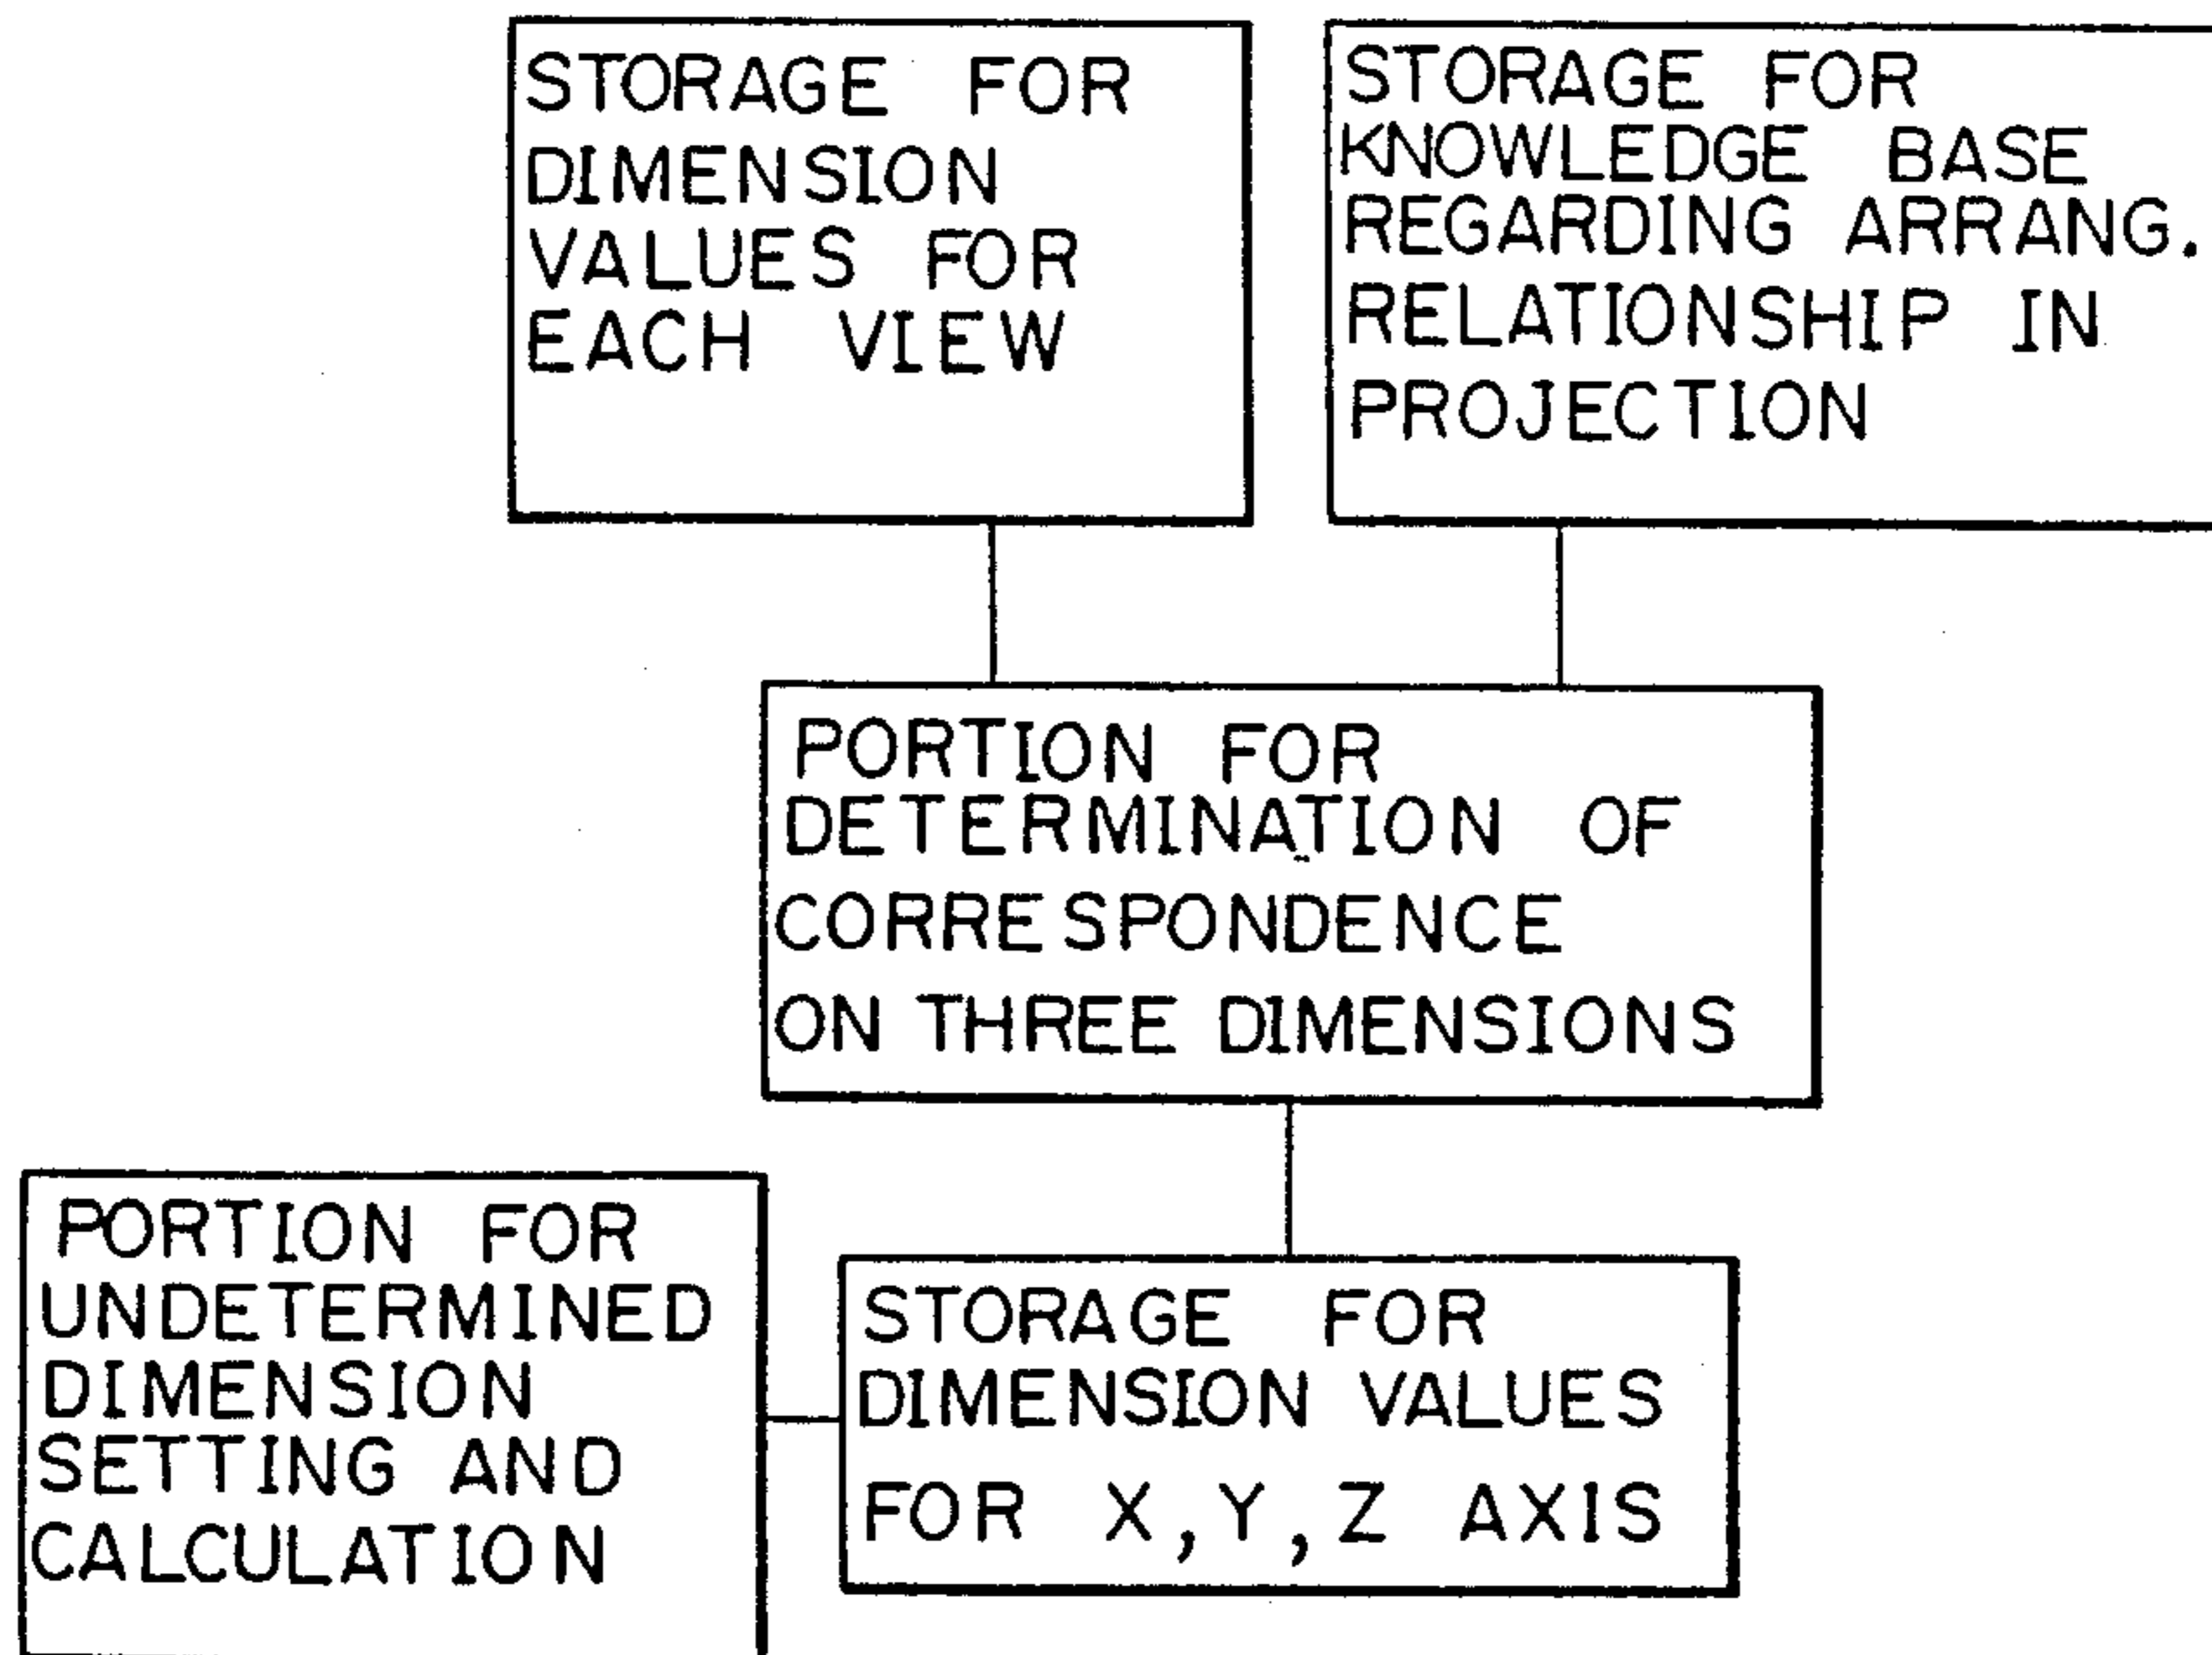 STORAGE FOR
DIMENSION
VALUES FOR
EACH VIEW
STORAGE FOR
KNOWLEDGE BASE
REGARDING ARRANG.
RELATIONSHIP IN
PROJECTION
PORTION FOR
DETERMINATION OF
CORRESPONDENCE
ON THREE DIMENSIONS
PORTION FOR
UNDETERMINED
DIMENSION
SETTING AND
CALCULATION
STORAGE FOR
DIMENSION VALUES
FOR X,Y,Z AXIS